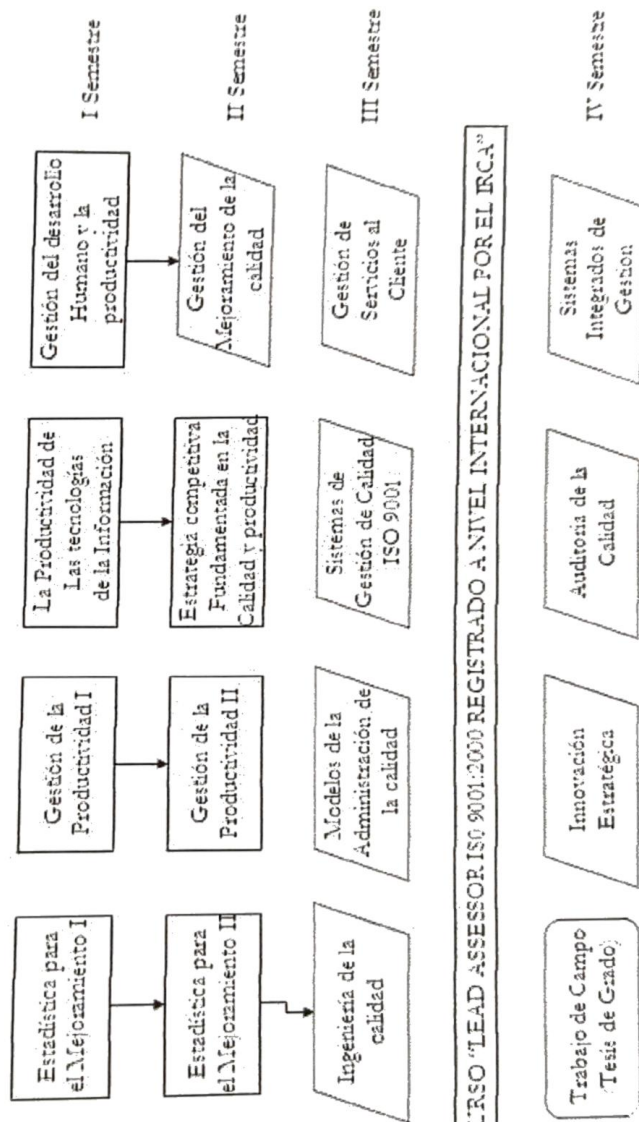 Estadística para
el Mejoramiento I
Gestión de la
Productividad I
La Productividad de
Las tecnologías
de la Información
Gestión del desarrollo
Humano y la
productividad
I Semestre
Estadística para
el Mejoramiento II
Gestión de la
Productividad II
Estrategia competitiva
Fundamentada en la
Calidad y productividad
Gestión del
Mejoramiento de la
calidad
II Semestre
Ingeniería de la
calidad
Modelos de la
Administración de
la calidad
Sistemas de
Gestión de Calidad
ISO 9001
Gestión de
Servicios al
Cliente
III Semestre
URSO "LEAD ASSESSOR ISO 9001:2000 REGISTRADO A NIVEL INTERNACIONAL POR EL IRCA"
Trabajo de Campo
(Tesis de Grado)
Innovación
Estratégica
Auditoria de la
Calidad
Sistemas
Integrados de
Gestión
IV Semestre